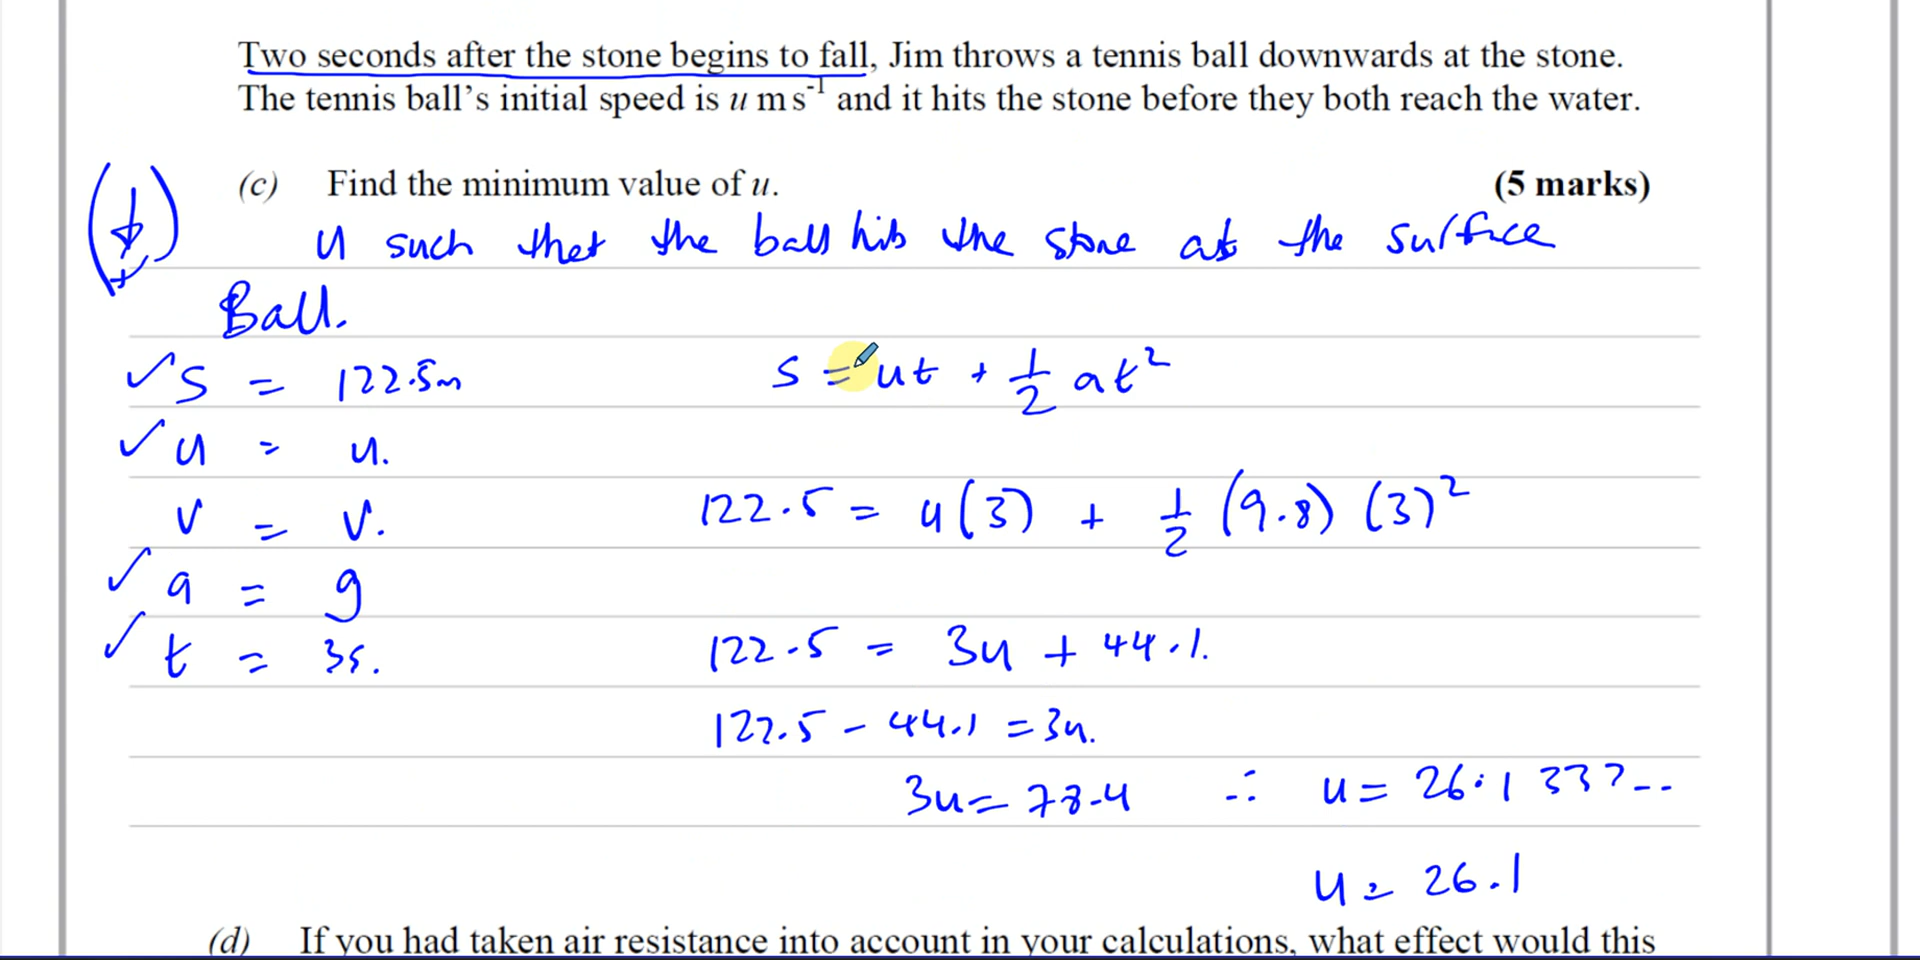 Two seconds after the stone begins to fall, Jim throws a tennis ball downwards at the stone.
The tennis ball's initial speed is u m s⁻¹ and it hits the stone before they both reach the water.
(c) Find the minimum value of u. (5 marks)
(↓+)
u such that the ball hits the stone at the surface
Ball.
✓ s = 122.5m
s = ut + 1/2 at²
✓ u = u.
v = v.
122.5 = u(3) + 1/2 (9.8) (3)²
✓ a = g
✓ t = 3s.
122.5 = 3u + 44.1.
122.5 - 44.1 = 3u.
3u = 78.4 ∴ u = 26.1333--
u = 26.1
(d) If you had taken air resistance into account in your calculations, what effect would this